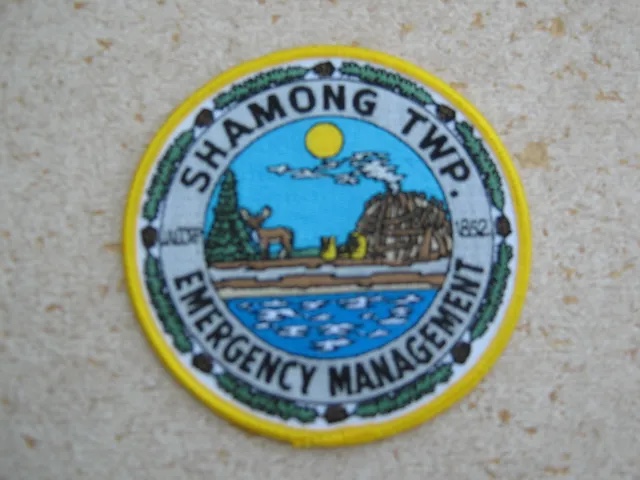 SHAMONG TWP.
1852
EMERGENCY MANAGEMENT